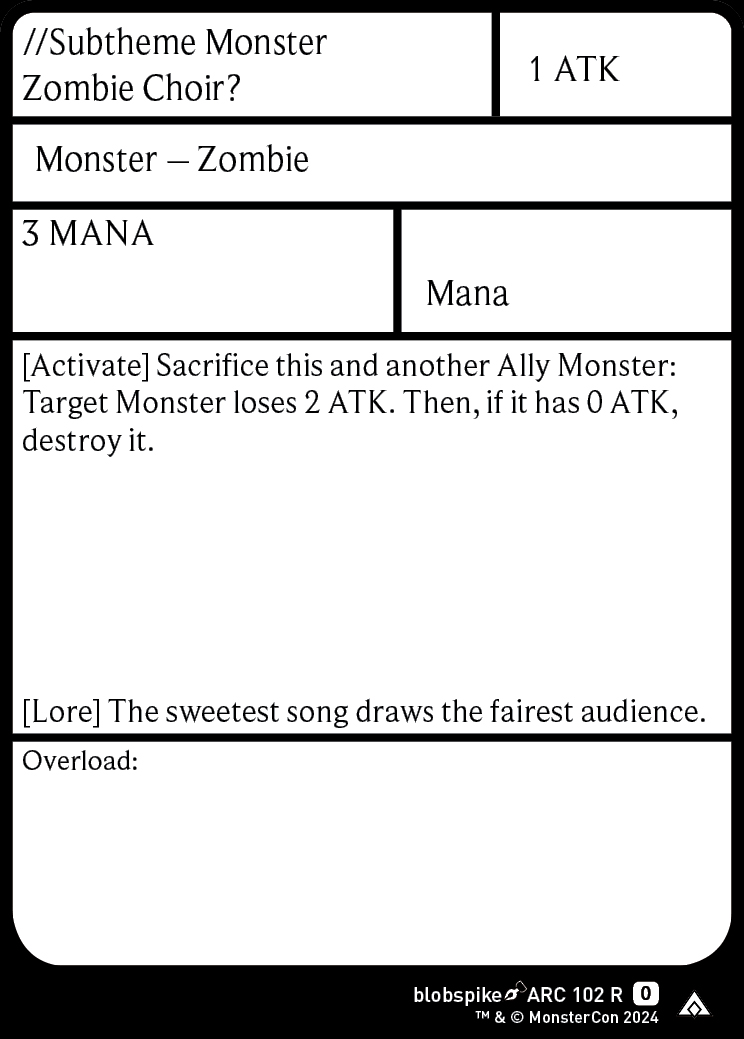 //Subtheme Monster
Zombie Choir?
1 ATK
Monster – Zombie
3 MANA
Mana
[Activate] Sacrifice this and another Ally Monster:
Target Monster loses 2 ATK. Then, if it has 0 ATK,
destroy it.
[Lore] The sweetest song draws the fairest audience.
Overload:
blobspike ARC 102 R 0
™ & © MonsterCon 2024